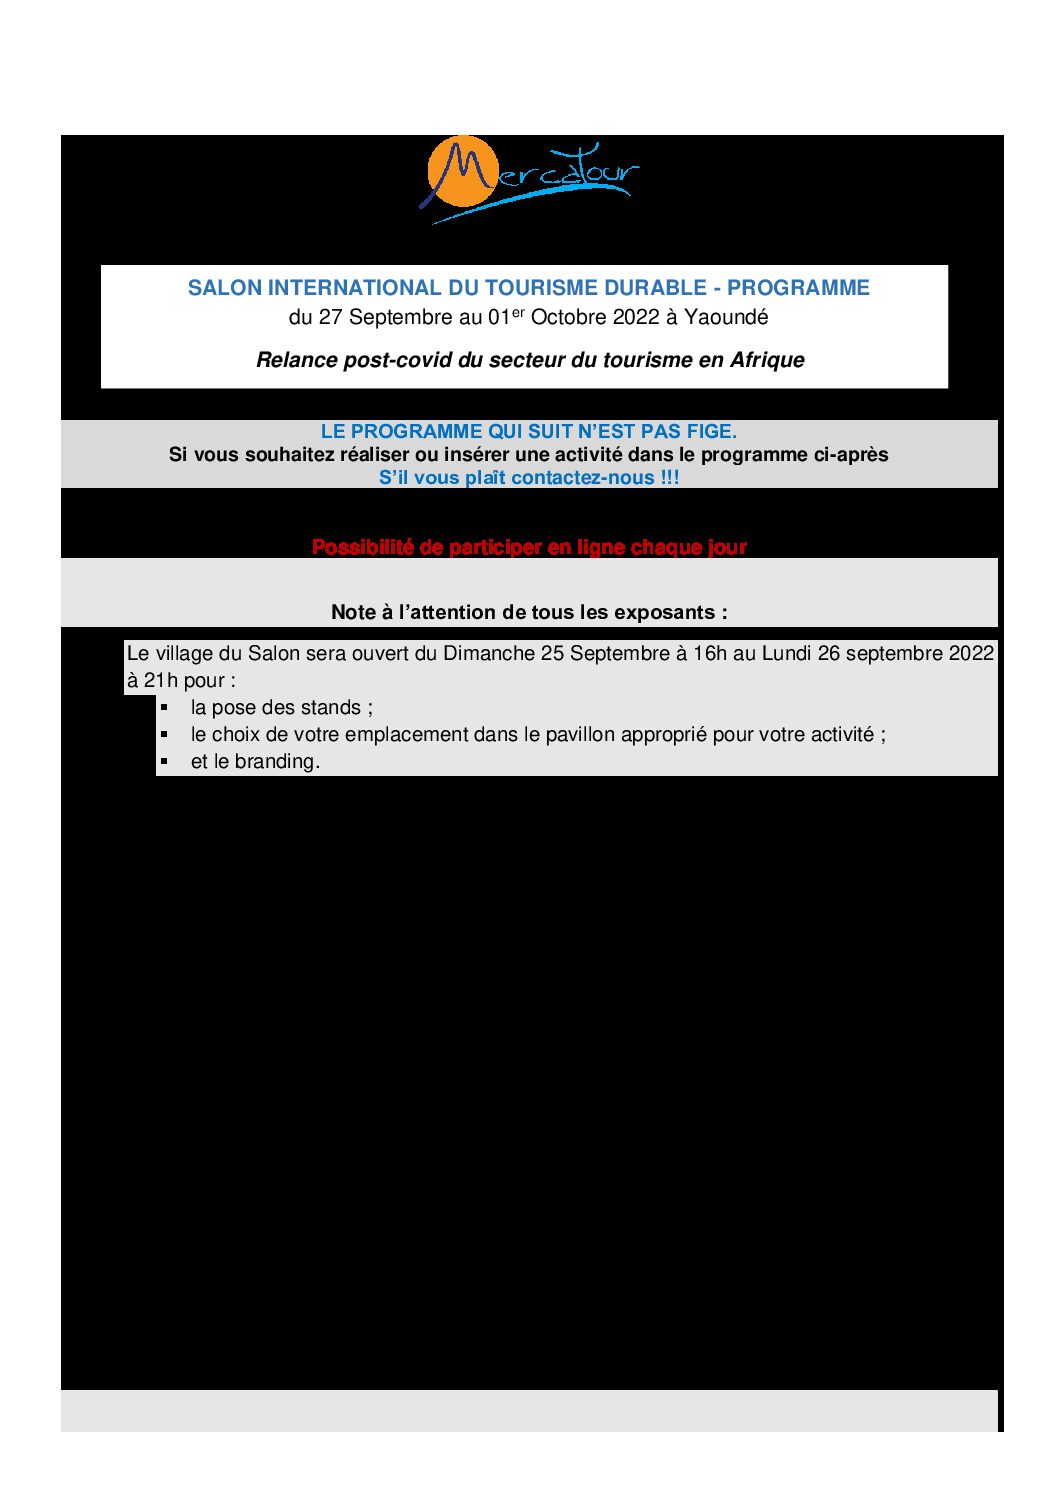 MercaTour
SALON INTERNATIONAL DU TOURISME DURABLE - PROGRAMME
du 27 Septembre au 01er Octobre 2022 à Yaoundé
Relance post-covid du secteur du tourisme en Afrique
LE PROGRAMME QUI SUIT N’EST PAS FIGE.
Si vous souhaitez réaliser ou insérer une activité dans le programme ci-après
S’il vous plaît contactez-nous !!!
Possibilité de participer en ligne chaque jour
Note à l’attention de tous les exposants :
Le village du Salon sera ouvert du Dimanche 25 Septembre à 16h au Lundi 26 septembre 2022
à 21h pour :
▪ la pose des stands ;
▪ le choix de votre emplacement dans le pavillon approprié pour votre activité ;
▪ et le branding.